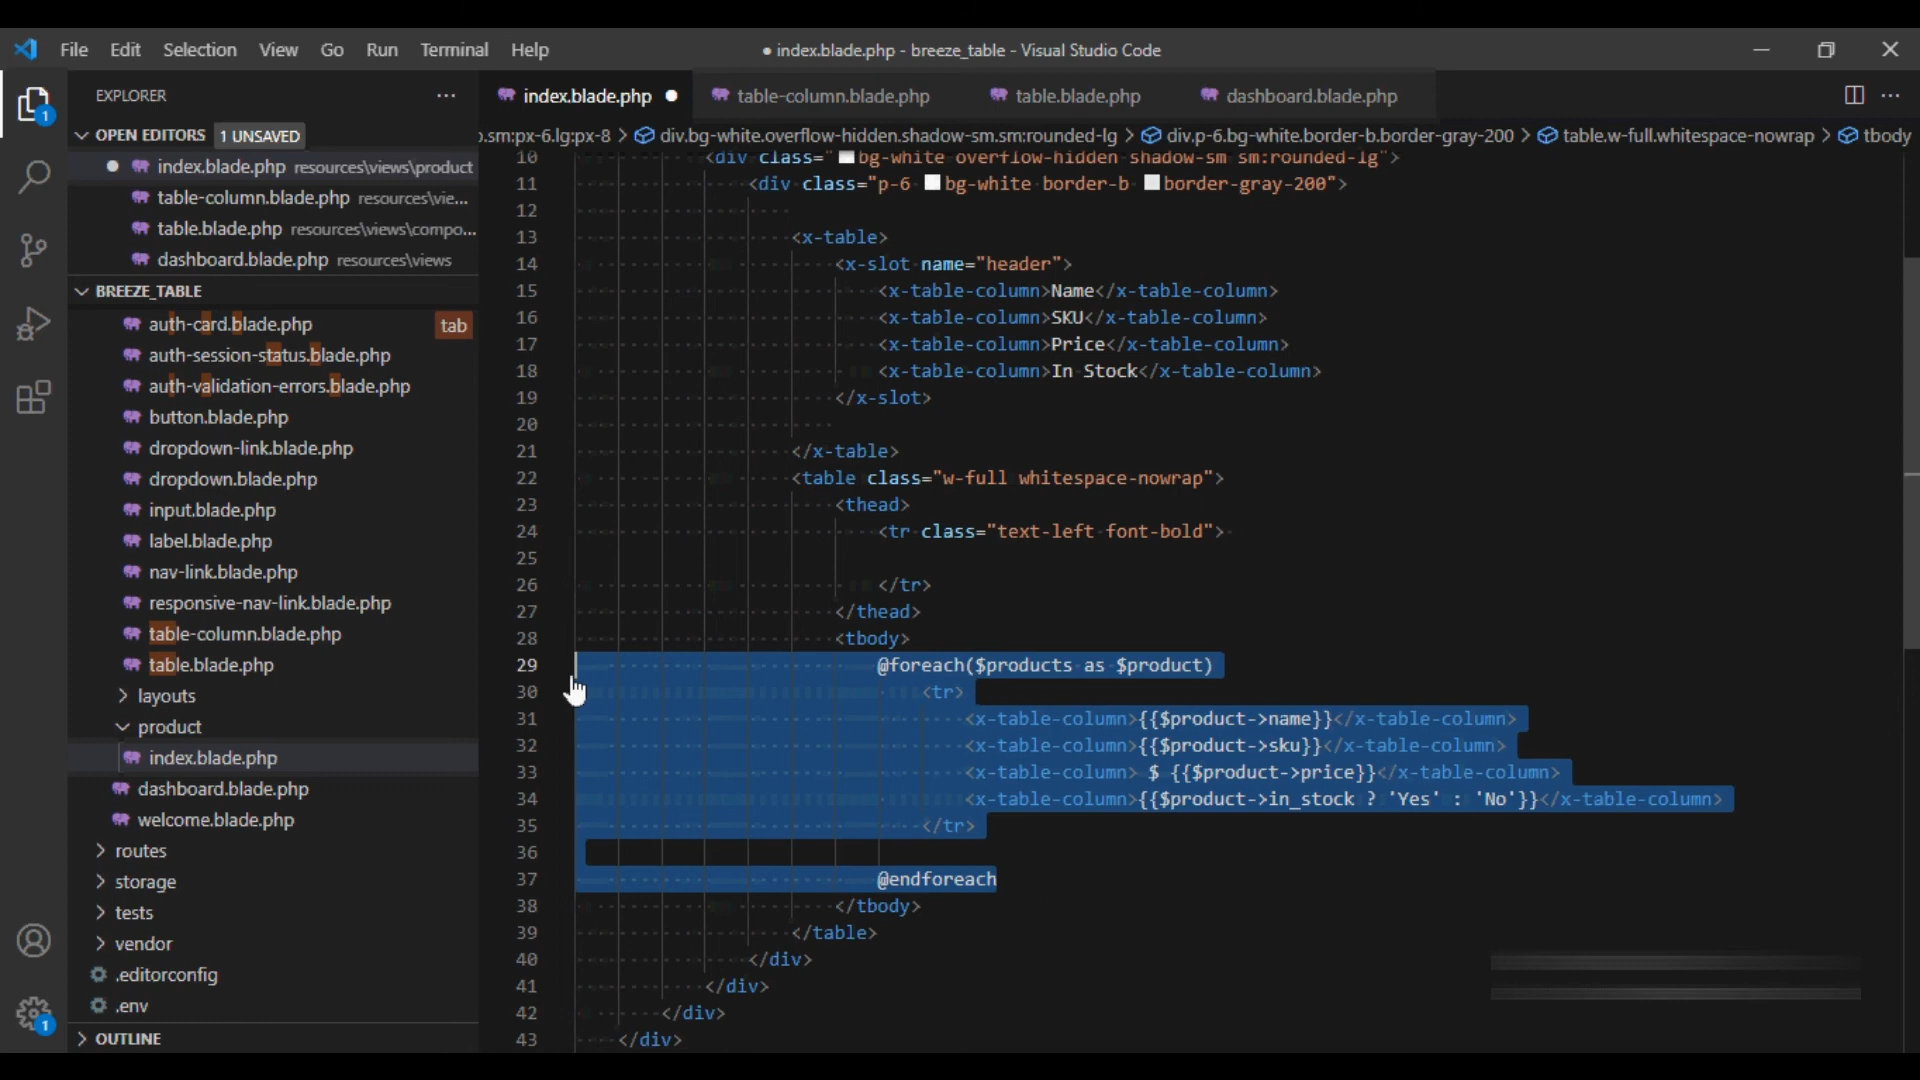 File Edit Selection View Go Run Terminal Help
● index.blade.php - breeze_table - Visual Studio Code
EXPLORER
index.blade.php
table-column.blade.php
table.blade.php
dashboard.blade.php
OPEN EDITORS 1 UNSAVED
index.blade.php resources\views\product
table-column.blade.php resources\vie...
table.blade.php resources\views\compo...
dashboard.blade.php resources\views
BREEZE_TABLE
auth-card.blade.php
tab
auth-session-status.blade.php
auth-validation-errors.blade.php
button.blade.php
dropdown-link.blade.php
dropdown.blade.php
input.blade.php
label.blade.php
nav-link.blade.php
responsive-nav-link.blade.php
table-column.blade.php
table.blade.php
layouts
product
index.blade.php
dashboard.blade.php
welcome.blade.php
routes
storage
tests
vendor
.editorconfig
.env
OUTLINE
1
1
.sm:px-6.lg:px-8 > div.bg-white.overflow-hidden.shadow-sm.sm:rounded-lg > div.p-6.bg-white.border-b.border-gray-200 > table.w-full.whitespace-nowrap > tbody
10 <div class="bg-white overflow-hidden shadow-sm sm:rounded-lg">
11 <div class="p-6 bg-white border-b border-gray-200">
12
13 <x-table>
14 <x-slot name="header">
15 <x-table-column>Name</x-table-column>
16 <x-table-column>SKU</x-table-column>
17 <x-table-column>Price</x-table-column>
18 <x-table-column>In Stock</x-table-column>
19 </x-slot>
20
21 </x-table>
22 <table class="w-full whitespace-nowrap">
23 <thead>
24 <tr class="text-left font-bold">
25
26 </tr>
27 </thead>
28 <tbody>
29 @foreach($products as $product)
30 <tr>
31 <x-table-column>{{$product->name}}</x-table-column>
32 <x-table-column>{{$product->sku}}</x-table-column>
33 <x-table-column> $ {{$product->price}}</x-table-column>
34 <x-table-column>{{$product->in_stock ? 'Yes' : 'No'}}</x-table-column>
35 </tr>
36
37 @endforeach
38 </tbody>
39 </table>
40 </div>
41 </div>
42 </div>
43 </div>